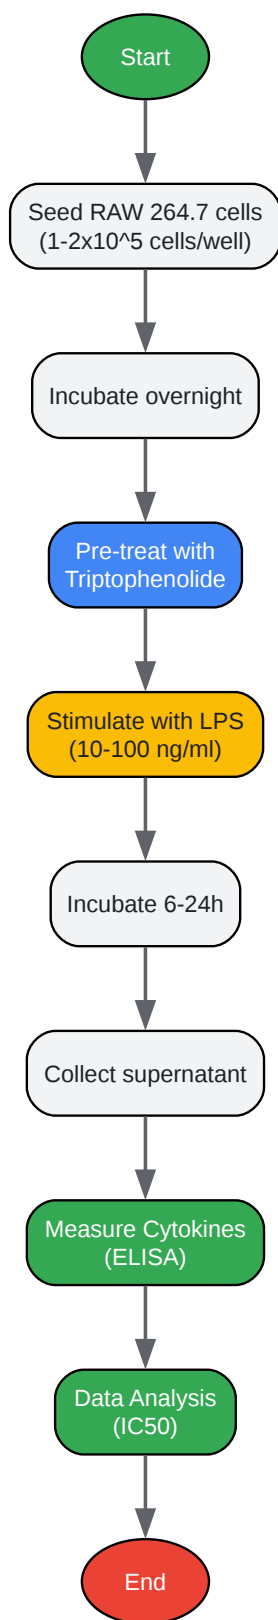 Start
Seed RAW 264.7 cells
(1-2x10^5 cells/well)
Incubate overnight
Pre-treat with
Triptophenolide
Stimulate with LPS
(10-100 ng/ml)
Incubate 6-24h
Collect supernatant
Measure Cytokines
(ELISA)
Data Analysis
(IC50)
End